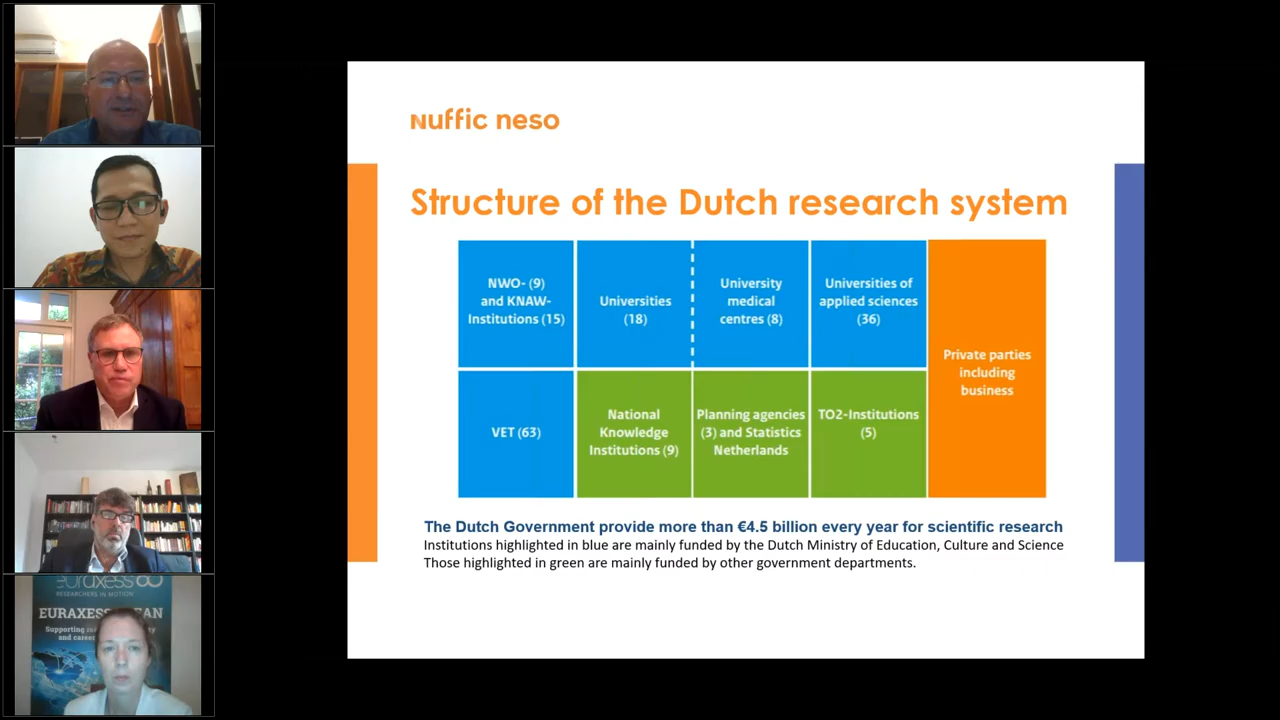 nuffic neso
Structure of the Dutch research system
NWO- (9)
and KNAW-
Institutions (15)
Universities
(18)
University
medical
centres (8)
Universities of
applied sciences
(36)
Private parties
including
business
VET (63)
National
Knowledge
Institutions (9)
Planning agencies
(3) and Statistics
Netherlands
TO2-Institutions
(5)
The Dutch Government provide more than €4.5 billion every year for scientific research
Institutions highlighted in blue are mainly funded by the Dutch Ministry of Education, Culture and Science
Those highlighted in green are mainly funded by other government departments.
euraxess
RESEARCHERS IN MOTION
EURAXESS
Supporting
and